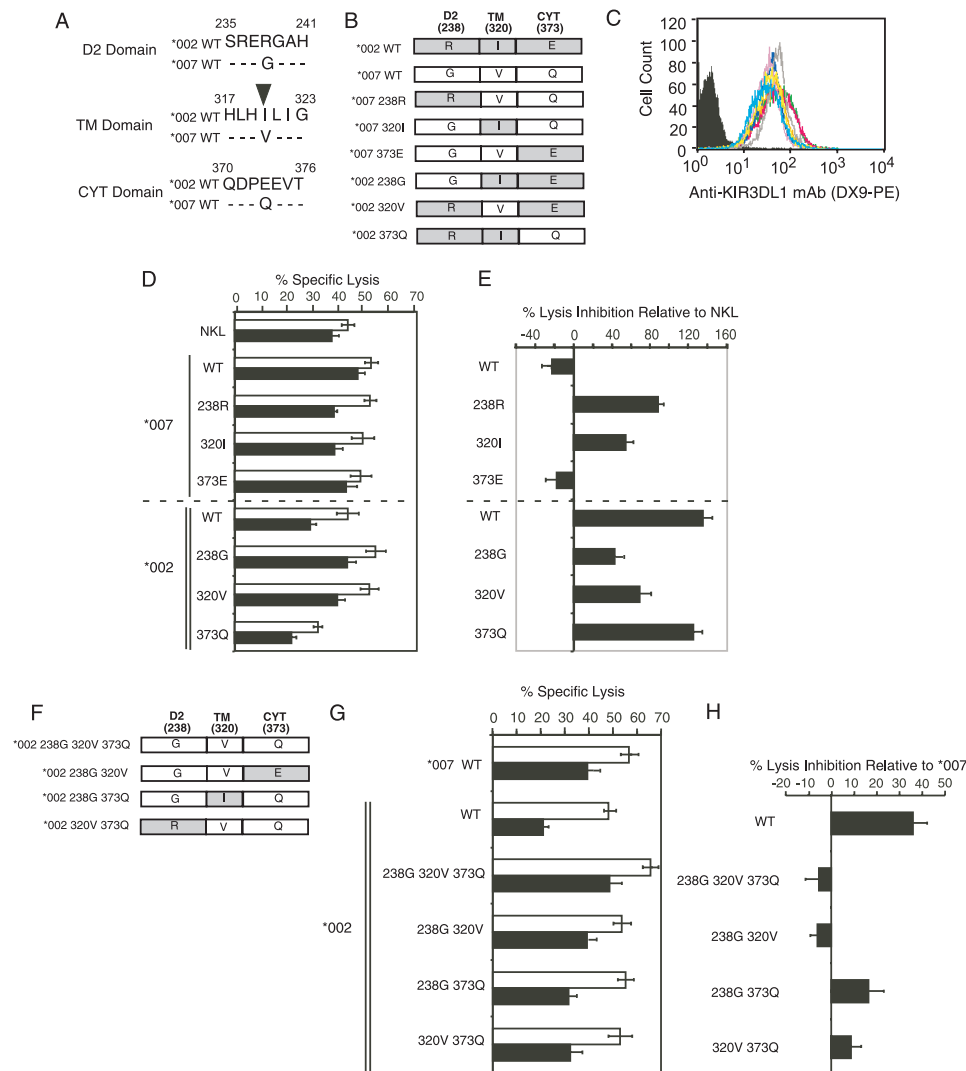 A
235 241
D2 Domain
*002 WT SRERGAH
*007 WT - - - G - - -
317 323
TM Domain
*002 WT HLHILIG
*007 WT - - - V - - -
370 376
CYT Domain
*002 WT QDPEEVT
*007 WT - - - Q - - -
B
D2 TM CYT
(238) (320) (373)
*002 WT R I E
*007 WT G V Q
*007 238R R V Q
*007 320I G I Q
*007 373E G V E
*002 238G G I E
*002 320V R V E
*002 373Q R I Q
C
Cell Count
120
100
80
60
40
20
0
10^0 10^1 10^2 10^3 10^4
Anti-KIR3DL1 mAb (DX9-PE)
D
% Specific Lysis
0 10 20 30 40 50 60 70
NKL
*007
WT
238R
320I
373E
*002
WT
238G
320V
373Q
E
% Lysis Inhibition Relative to NKL
-40 0 40 80 120 160
WT
238R
320I
373E
WT
238G
320V
373Q
F
D2 TM CYT
(238) (320) (373)
*002 238G 320V 373Q G V Q
*002 238G 320V G V E
*002 238G 373Q G I Q
*002 320V 373Q R V Q
G
% Specific Lysis
0 10 20 30 40 50 60 70
*007 WT
*002
WT
238G 320V 373Q
238G 320V
238G 373Q
320V 373Q
H
% Lysis Inhibition Relative to *007
-20 -10 0 10 20 30 40 50
WT
238G 320V 373Q
238G 320V
238G 373Q
320V 373Q